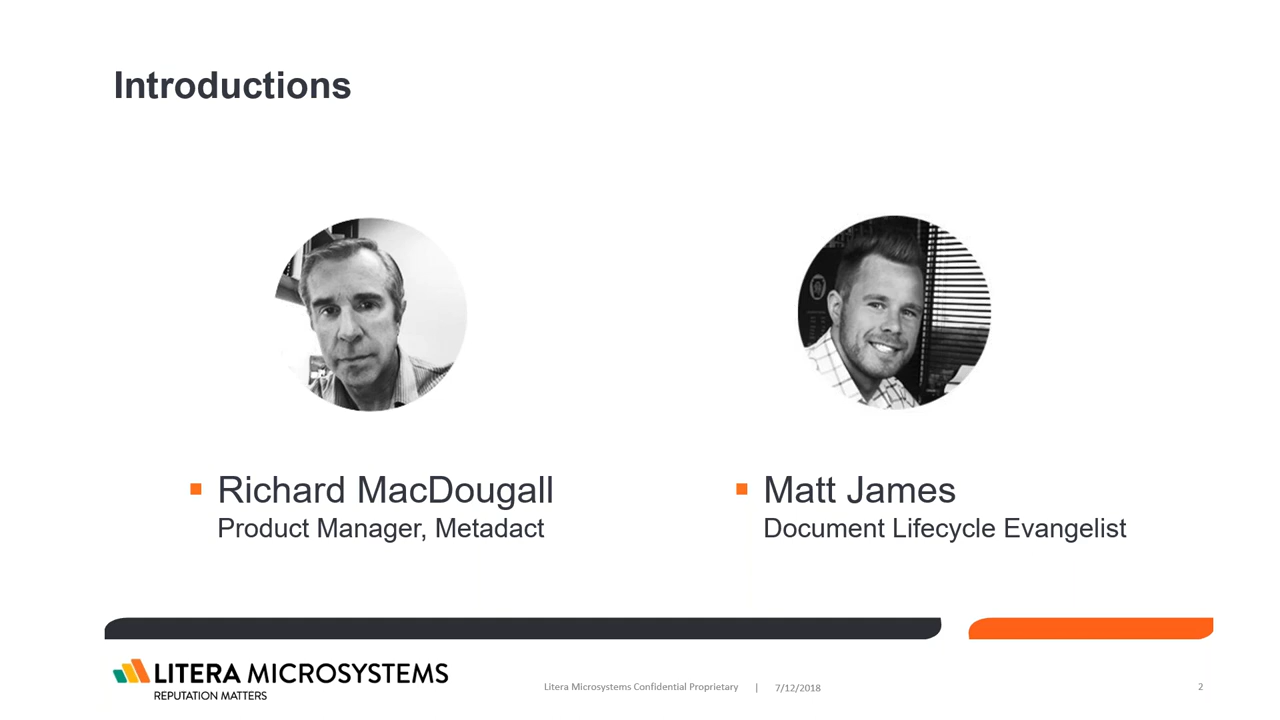 Introductions
Richard MacDougall
Product Manager, Metadact
Matt James
Document Lifecycle Evangelist
LITERA MICROSYSTEMS
REPUTATION MATTERS
Litera Microsystems Confidential Proprietary | 7/12/2018
2